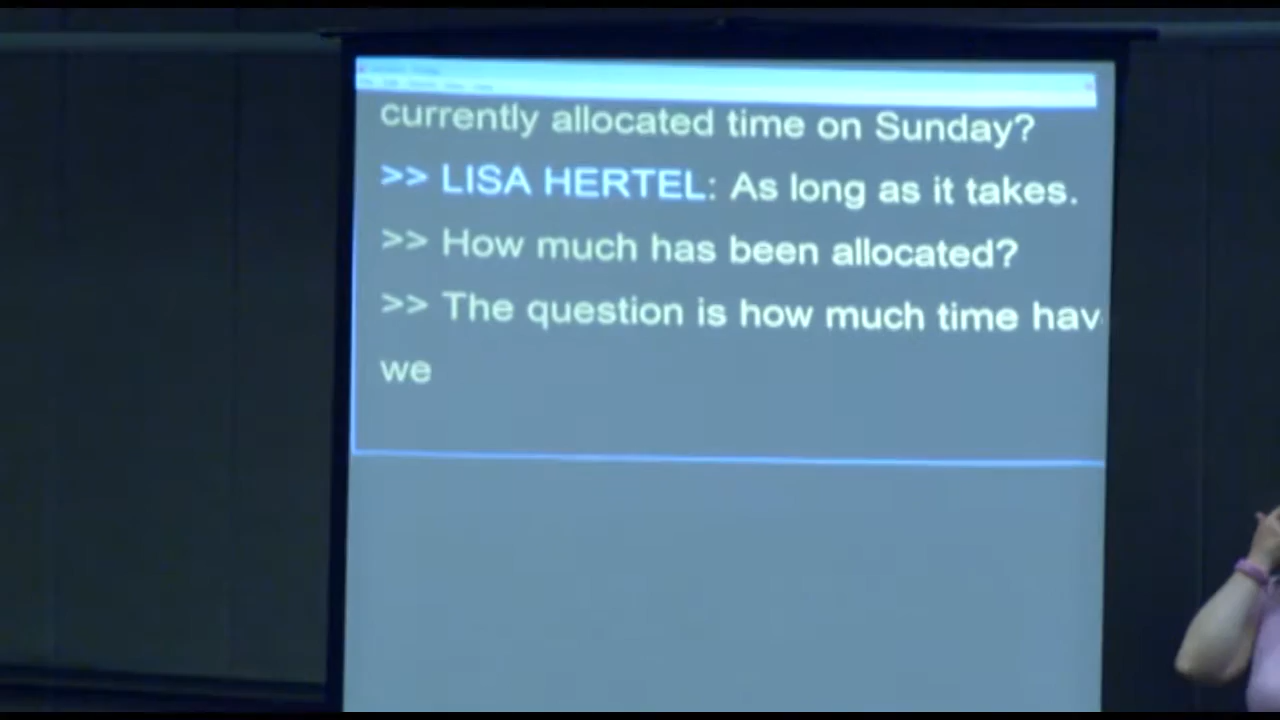 currently allocated time on Sunday?
>> LISA HERTEL: As long as it takes.
>> How much has been allocated?
>> The question is how much time hav
we